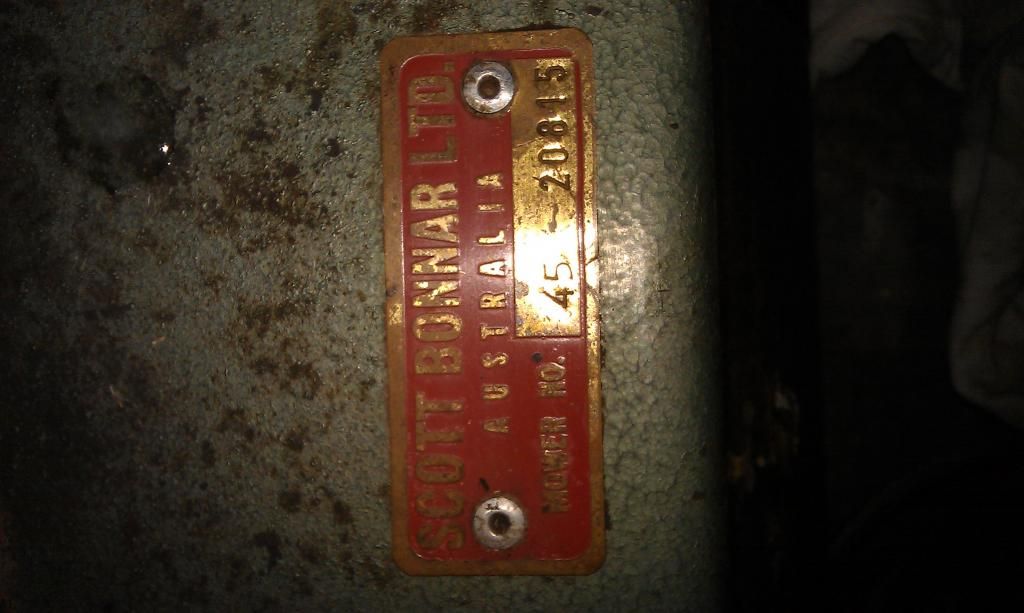 SCOTT BONNAR LTD.
AUSTRALIA
MOWER NO. 45-20815